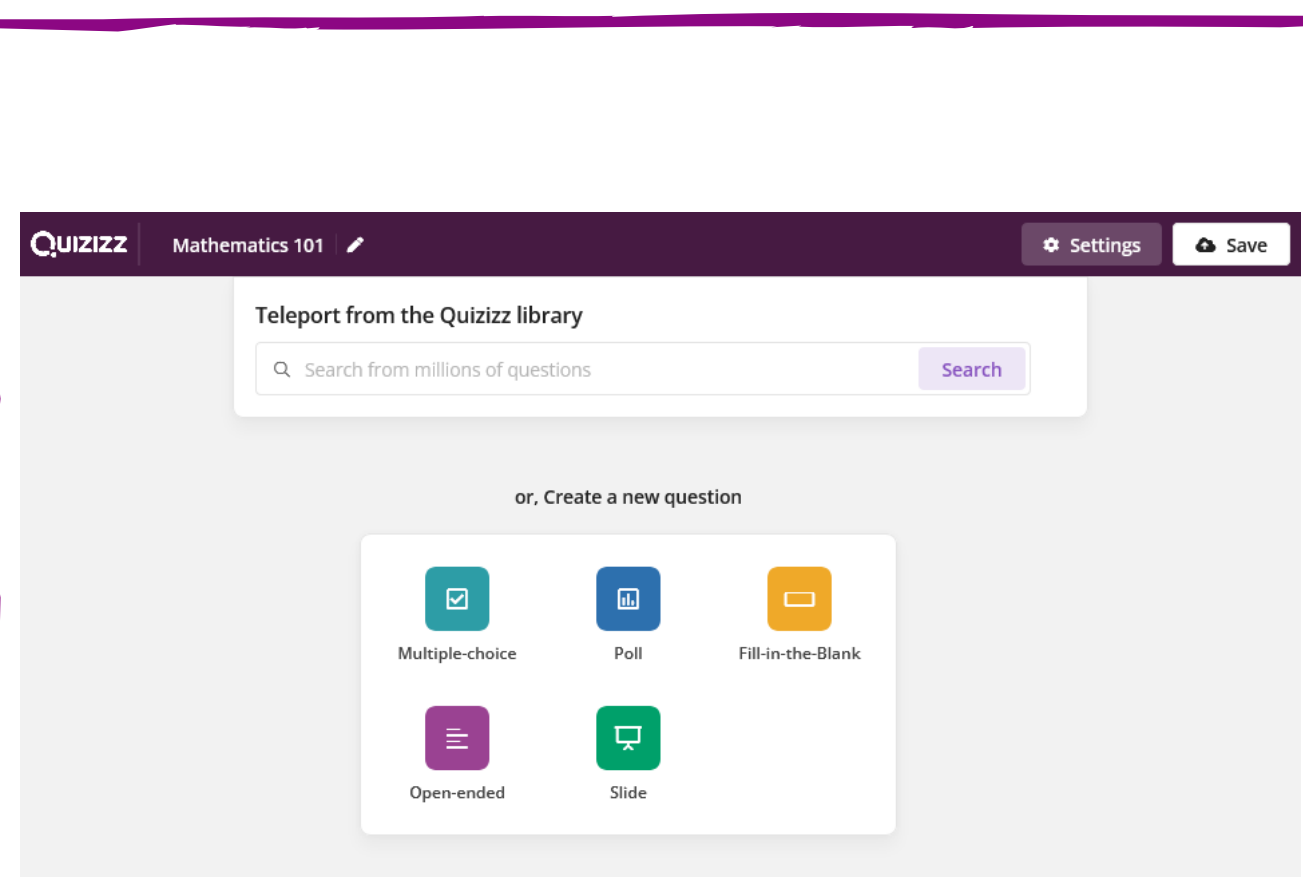 QUIZIZZ Mathematics 101 Settings Save
Teleport from the Quizizz library
Search from millions of questions Search
or, Create a new question
Multiple-choice Poll Fill-in-the-Blank
Open-ended Slide